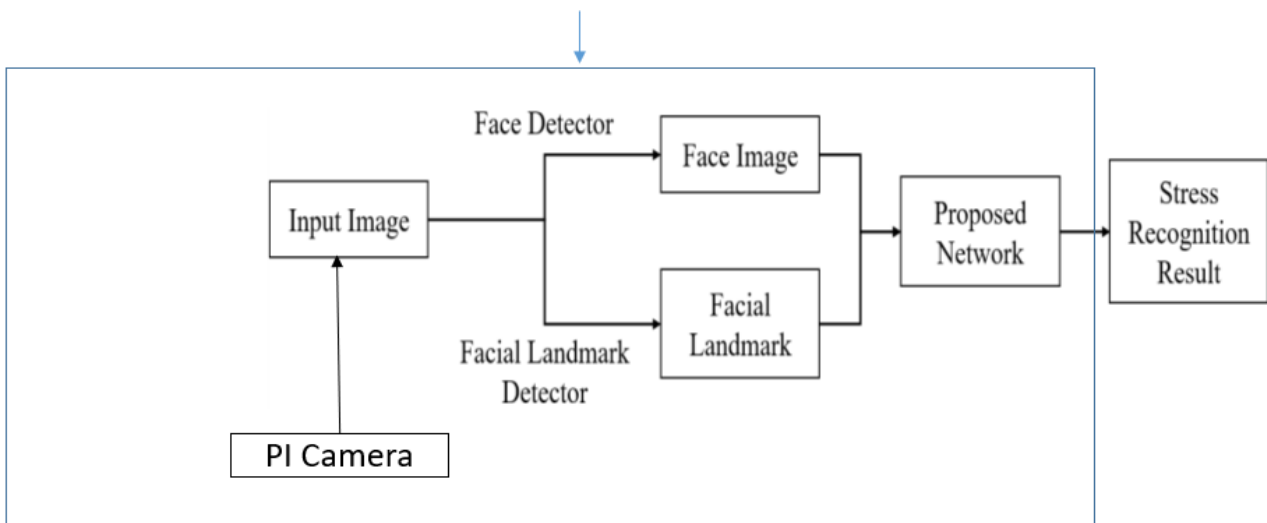 Face Detector
Face Image
Input Image
Proposed
Network
Stress
Recognition
Result
Facial Landmark
Detector
Facial
Landmark
PI Camera